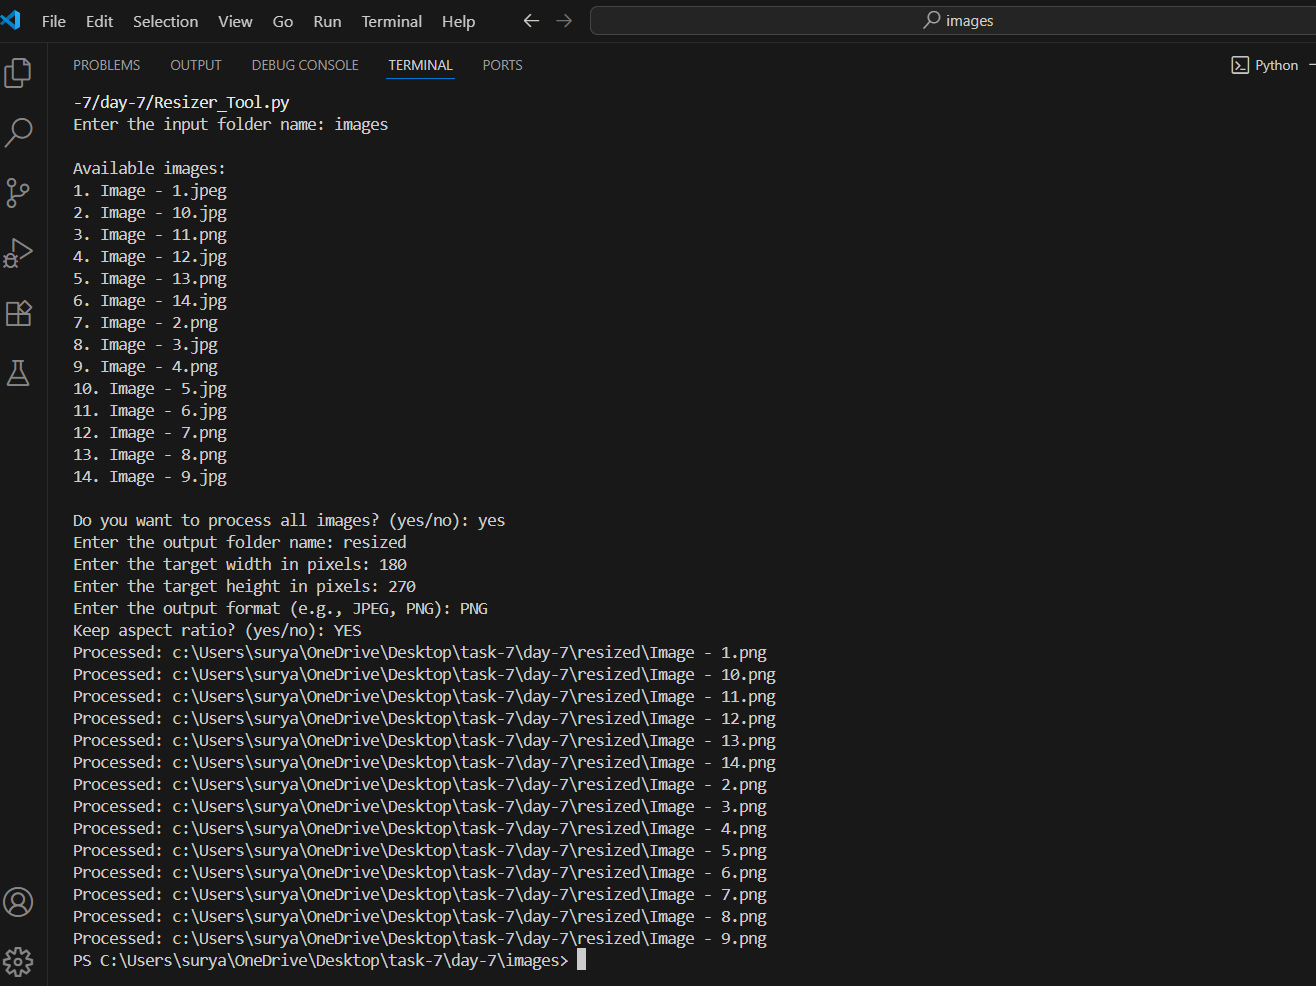 File Edit Selection View Go Run Terminal Help images
PROBLEMS OUTPUT DEBUG CONSOLE TERMINAL PORTS Python
-7/day-7/Resizer_Tool.py
Enter the input folder name: images
Available images:
1. Image - 1.jpeg
2. Image - 10.jpg
3. Image - 11.png
4. Image - 12.jpg
5. Image - 13.png
6. Image - 14.jpg
7. Image - 2.png
8. Image - 3.jpg
9. Image - 4.png
10. Image - 5.jpg
11. Image - 6.jpg
12. Image - 7.png
13. Image - 8.png
14. Image - 9.jpg
Do you want to process all images? (yes/no): yes
Enter the output folder name: resized
Enter the target width in pixels: 180
Enter the target height in pixels: 270
Enter the output format (e.g., JPEG, PNG): PNG
Keep aspect ratio? (yes/no): YES
Processed: c:\Users\surya\OneDrive\Desktop\task-7\day-7\resized\Image - 1.png
Processed: c:\Users\surya\OneDrive\Desktop\task-7\day-7\resized\Image - 10.png
Processed: c:\Users\surya\OneDrive\Desktop\task-7\day-7\resized\Image - 11.png
Processed: c:\Users\surya\OneDrive\Desktop\task-7\day-7\resized\Image - 12.png
Processed: c:\Users\surya\OneDrive\Desktop\task-7\day-7\resized\Image - 13.png
Processed: c:\Users\surya\OneDrive\Desktop\task-7\day-7\resized\Image - 14.png
Processed: c:\Users\surya\OneDrive\Desktop\task-7\day-7\resized\Image - 2.png
Processed: c:\Users\surya\OneDrive\Desktop\task-7\day-7\resized\Image - 3.png
Processed: c:\Users\surya\OneDrive\Desktop\task-7\day-7\resized\Image - 4.png
Processed: c:\Users\surya\OneDrive\Desktop\task-7\day-7\resized\Image - 5.png
Processed: c:\Users\surya\OneDrive\Desktop\task-7\day-7\resized\Image - 6.png
Processed: c:\Users\surya\OneDrive\Desktop\task-7\day-7\resized\Image - 7.png
Processed: c:\Users\surya\OneDrive\Desktop\task-7\day-7\resized\Image - 8.png
Processed: c:\Users\surya\OneDrive\Desktop\task-7\day-7\resized\Image - 9.png
PS C:\Users\surya\OneDrive\Desktop\task-7\day-7\images>